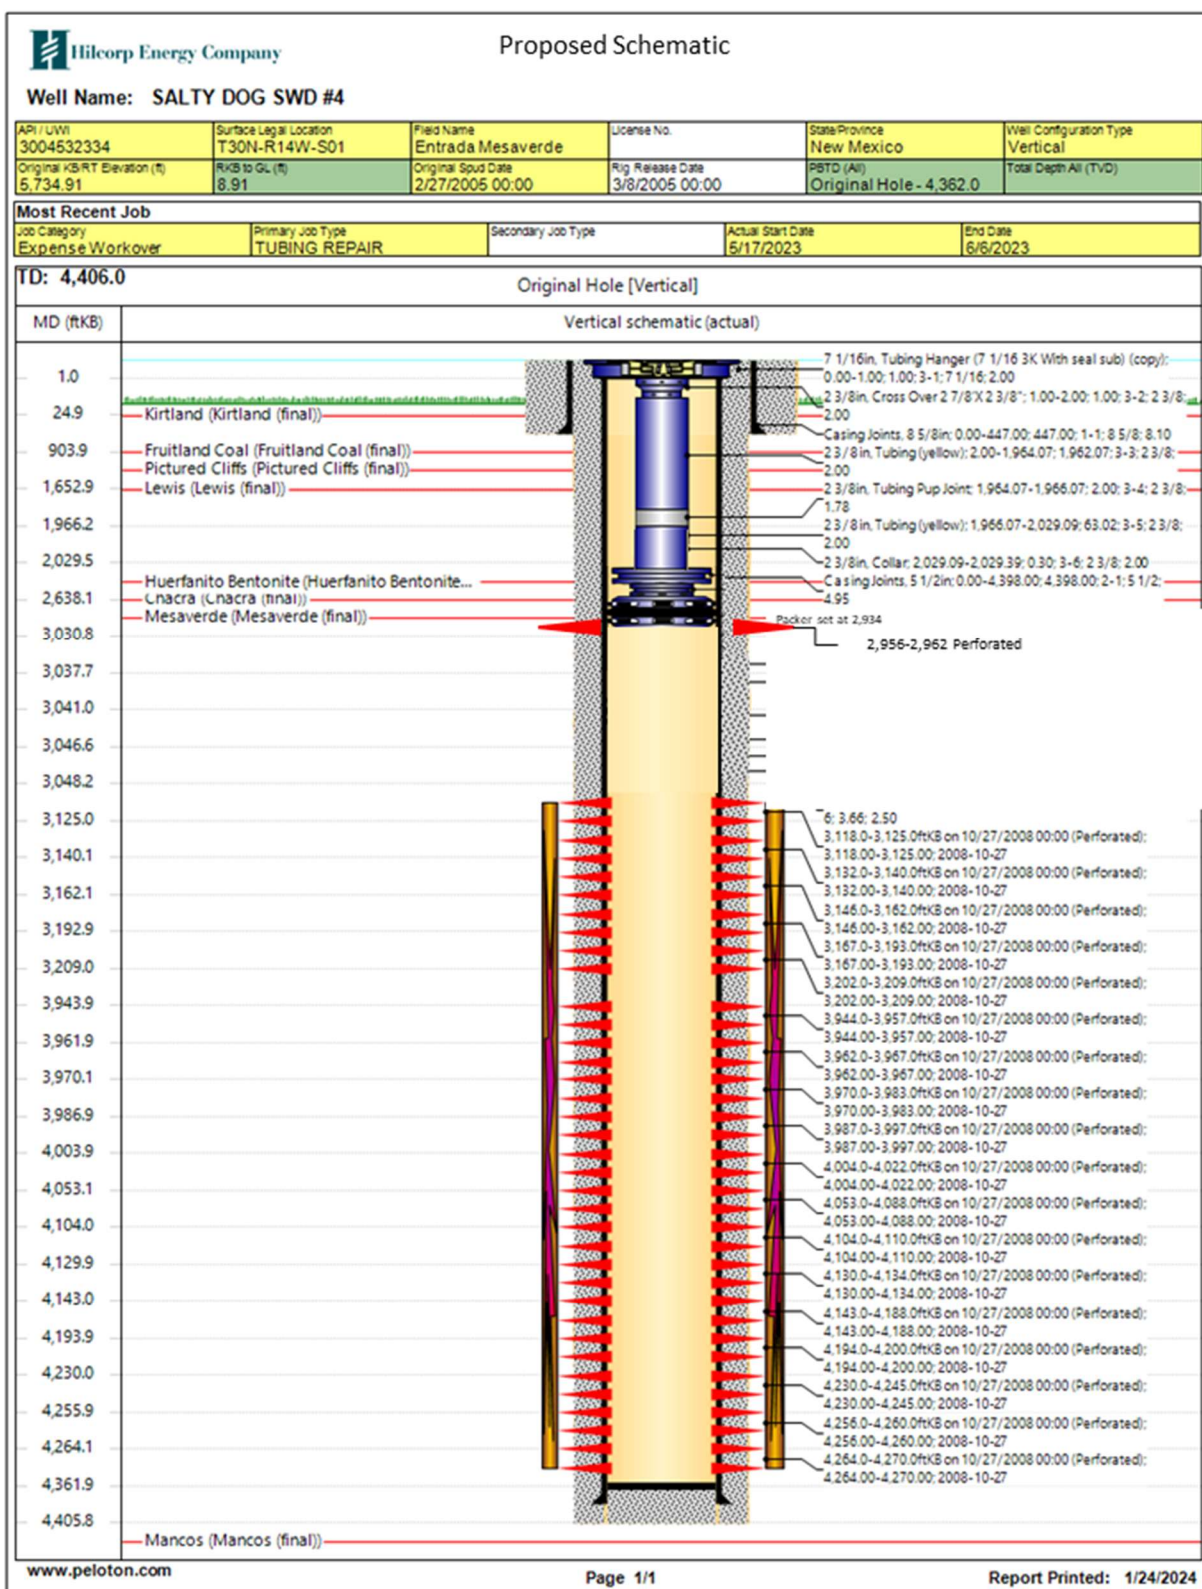 Hilcorp Energy Company
Proposed Schematic
Well Name: SALTY DOG SWD #4
API / UWI Surface Legal Location Field Name License No. State/Province Well Configuration Type
3004532334 T30N-R14W-S01 Entrada Mesaverde New Mexico Vertical
Original KB/RT Elevation (ft) RKB to GL (ft) Original Spud Date Rig Release Date PBTD (All) Total Depth All (TVD)
5,734.91 8.91 2/27/2005 00:00 3/8/2005 00:00 Original Hole - 4,362.0
Most Recent Job
Job Category Primary Job Type Secondary Job Type Actual Start Date End Date
Expense Workover TUBING REPAIR 5/17/2023 6/6/2023
TD: 4,406.0
Original Hole [Vertical]
MD (ftKB)
Vertical schematic (actual)
1.0
24.9
903.9
1,652.9
1,966.2
2,029.5
2,638.1
3,030.8
3,037.7
3,041.0
3,046.6
3,048.2
3,125.0
3,140.1
3,162.1
3,192.9
3,209.0
3,943.9
3,961.9
3,970.1
3,986.9
4,003.9
4,053.1
4,104.0
4,129.9
4,143.0
4,193.9
4,230.0
4,255.9
4,264.1
4,361.9
4,405.8
Kirtland (Kirtland (final))
Fruitland Coal (Fruitland Coal (final))
Pictured Cliffs (Pictured Cliffs (final))
Lewis (Lewis (final))
Huerfanito Bentonite (Huerfanito Bentonite...
Chacra (Chacra (final))
Mesaverde (Mesaverde (final))
Mancos (Mancos (final))
7 1/16in, Tubing Hanger (7 1/16 3K With seal sub) (copy);
0.00-1.00; 1.00; 3-1; 7 1/16; 2.00
2 3/8in, Cross Over 2 7/8'X 2 3/8"; 1.00-2.00; 1.00; 3-2; 2 3/8;
2.00
Casing Joints, 8 5/8in; 0.00-447.00; 447.00; 1-1; 8 5/8; 8.10
2 3/8in, Tubing (yellow); 2.00-1,964.07; 1,962.07; 3-3; 2 3/8;
2.00
2 3/8in, Tubing Pup Joint; 1,964.07-1,966.07; 2.00; 3-4; 2 3/8;
1.78
2 3/8in, Tubing (yellow); 1,966.07-2,029.09; 63.02; 3-5; 2 3/8;
2.00
2 3/8in, Collar; 2,029.09-2,029.39; 0.30; 3-6; 2 3/8; 2.00
Casing Joints, 5 1/2in; 0.00-4,398.00; 4,398.00; 2-1; 5 1/2;
4.95
Packer set at 2,934
2,956-2,962 Perforated
6; 3.66; 2.50
3,118.0-3,125.0ftKB on 10/27/2008 00:00 (Perforated);
3,118.00-3,125.00; 2008-10-27
3,132.0-3,140.0ftKB on 10/27/2008 00:00 (Perforated);
3,132.00-3,140.00; 2008-10-27
3,146.0-3,162.0ftKB on 10/27/2008 00:00 (Perforated);
3,146.00-3,162.00; 2008-10-27
3,167.0-3,193.0ftKB on 10/27/2008 00:00 (Perforated);
3,167.00-3,193.00; 2008-10-27
3,202.0-3,209.0ftKB on 10/27/2008 00:00 (Perforated);
3,202.00-3,209.00; 2008-10-27
3,944.0-3,957.0ftKB on 10/27/2008 00:00 (Perforated);
3,944.00-3,957.00; 2008-10-27
3,962.0-3,967.0ftKB on 10/27/2008 00:00 (Perforated);
3,962.00-3,967.00; 2008-10-27
3,970.0-3,983.0ftKB on 10/27/2008 00:00 (Perforated);
3,970.00-3,983.00; 2008-10-27
3,987.0-3,997.0ftKB on 10/27/2008 00:00 (Perforated);
3,987.00-3,997.00; 2008-10-27
4,004.0-4,022.0ftKB on 10/27/2008 00:00 (Perforated);
4,004.00-4,022.00; 2008-10-27
4,053.0-4,088.0ftKB on 10/27/2008 00:00 (Perforated);
4,053.00-4,088.00; 2008-10-27
4,104.0-4,110.0ftKB on 10/27/2008 00:00 (Perforated);
4,104.00-4,110.00; 2008-10-27
4,130.0-4,134.0ftKB on 10/27/2008 00:00 (Perforated);
4,130.00-4,134.00; 2008-10-27
4,143.0-4,188.0ftKB on 10/27/2008 00:00 (Perforated);
4,143.00-4,188.00; 2008-10-27
4,194.0-4,200.0ftKB on 10/27/2008 00:00 (Perforated);
4,194.00-4,200.00; 2008-10-27
4,230.0-4,245.0ftKB on 10/27/2008 00:00 (Perforated);
4,230.00-4,245.00; 2008-10-27
4,256.0-4,260.0ftKB on 10/27/2008 00:00 (Perforated);
4,256.00-4,260.00; 2008-10-27
4,264.0-4,270.0ftKB on 10/27/2008 00:00 (Perforated);
4,264.00-4,270.00; 2008-10-27
www.peloton.com
Page 1/1
Report Printed: 1/24/2024